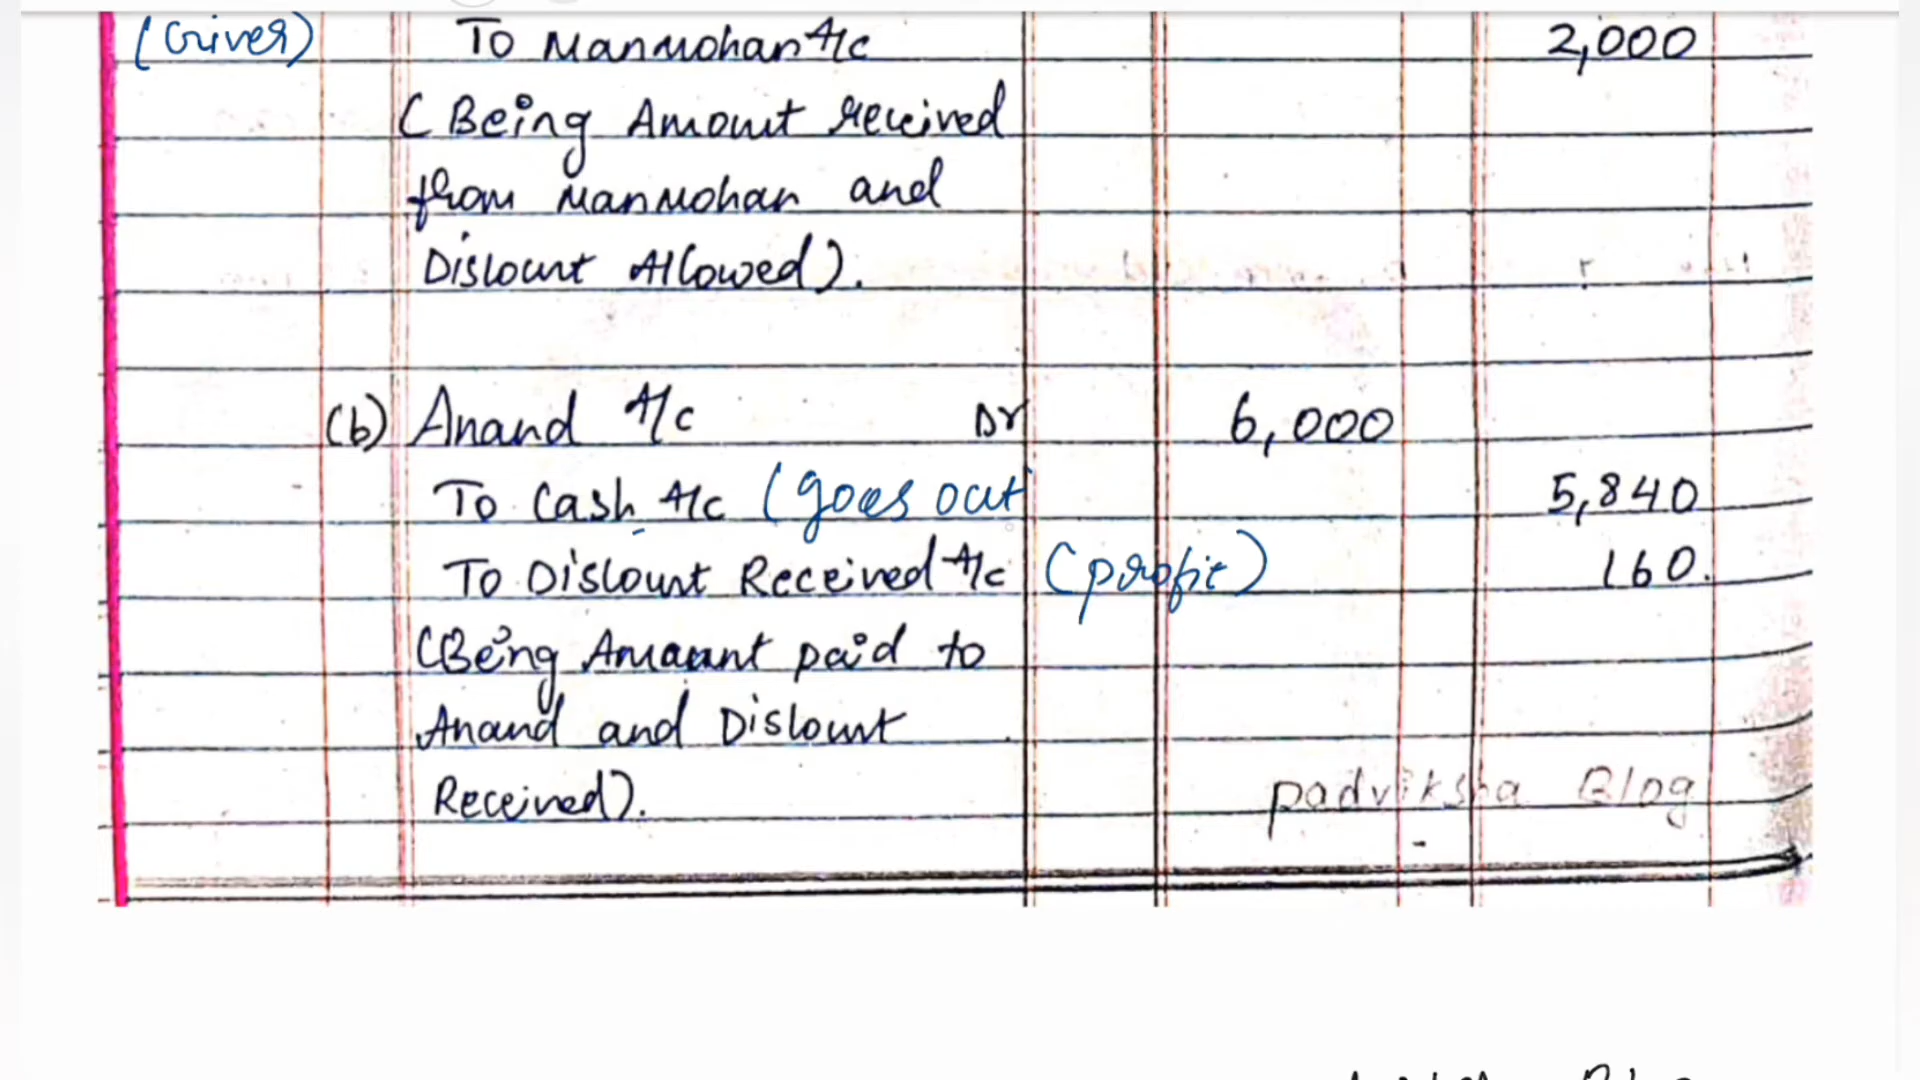 (Giver) To Manmohan A/c 2,000
(Being Amount received
from Manmohan and
Discount Allowed).
(b) Anand A/c Dr 6,000
To Cash A/c (goes out 5,840
To Discount Received A/c (profit) 160.
(Being Amount paid to
Anand and Discount
Received).
padviksha Blog